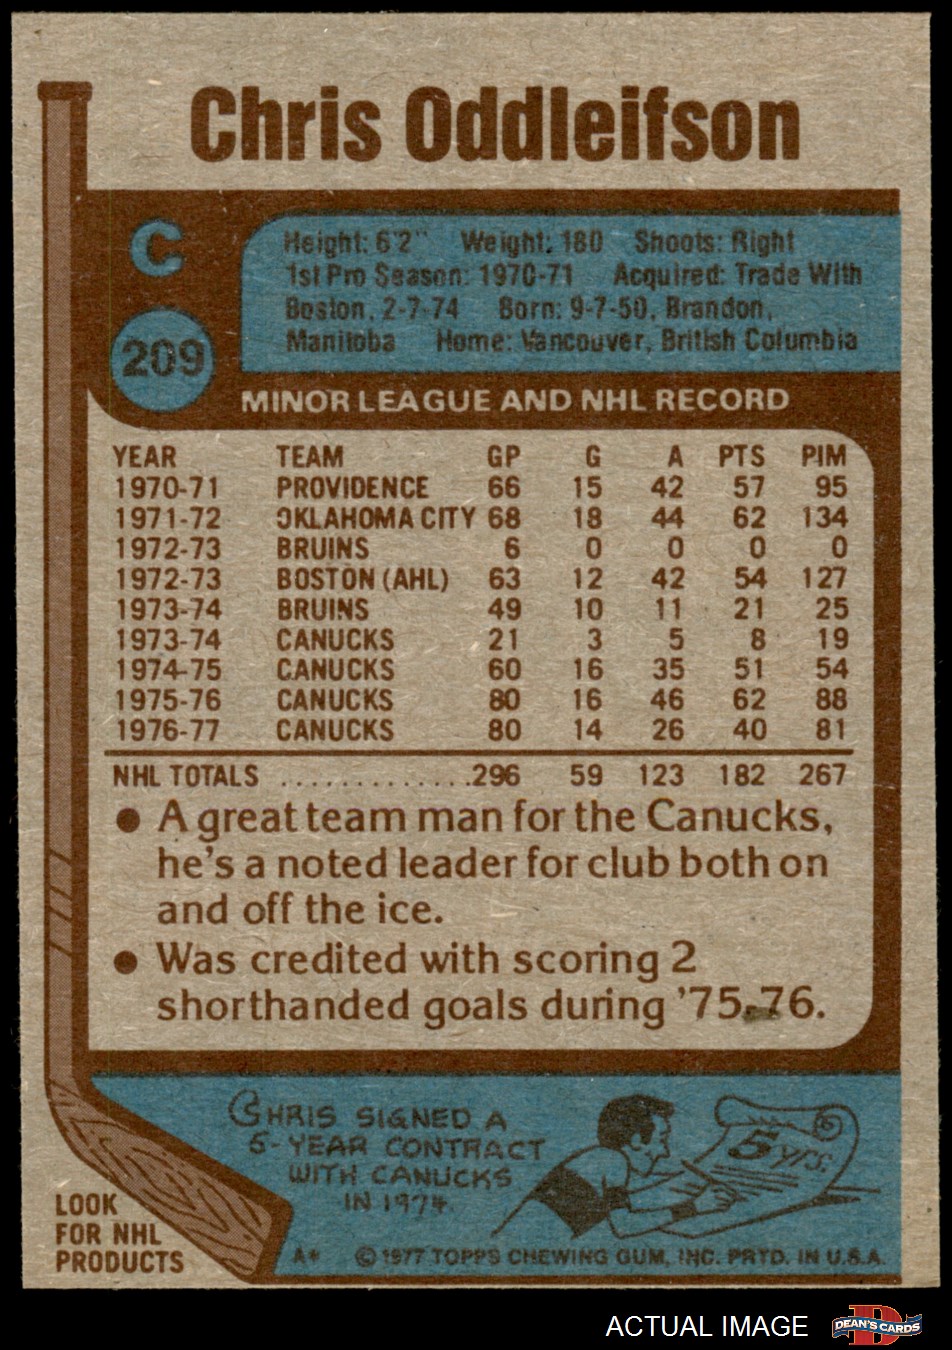 Chris Oddleifson
C
209
Height: 6'2" Weight: 180 Shoots: Right
1st Pro Season: 1970-71 Acquired: Trade With
Boston, 2-7-74 Born: 9-7-50, Brandon,
Manitoba Home: Vancouver, British Columbia
MINOR LEAGUE AND NHL RECORD
YEAR TEAM GP G A PTS PIM
1970-71 PROVIDENCE 66 15 42 57 95
1971-72 OKLAHOMA CITY 68 18 44 62 134
1972-73 BRUINS 6 0 0 0 0
1972-73 BOSTON (AHL) 63 12 42 54 127
1973-74 BRUINS 49 10 11 21 25
1973-74 CANUCKS 21 3 5 8 19
1974-75 CANUCKS 60 16 35 51 54
1975-76 CANUCKS 80 16 46 62 88
1976-77 CANUCKS 80 14 26 40 81
NHL TOTALS ..............296 59 123 182 267
● A great team man for the Canucks,
he's a noted leader for club both on
and off the ice.
● Was credited with scoring 2
shorthanded goals during '75-76.
CHRIS SIGNED A
5-YEAR CONTRACT
WITH CANUCKS
IN 1974.
5 yrs.
LOOK
FOR NHL
PRODUCTS
A* © 1977 TOPPS CHEWING GUM, INC. PRTD. IN U.S.A.
ACTUAL IMAGE
D
DEAN'S CARDS